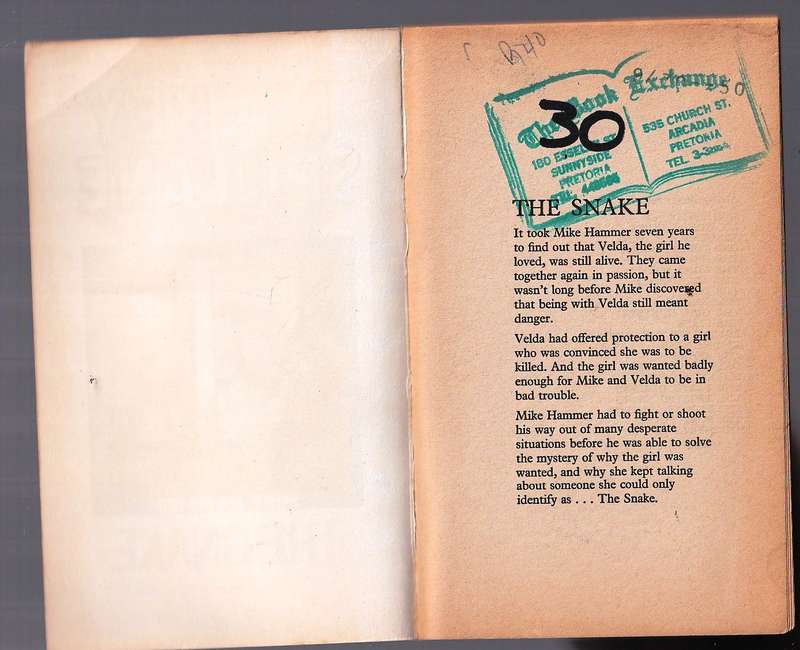 R40
The Book Exchange
30
180 ESSELEN ST.
SUNNYSIDE
PRETORIA
TEL.
535 CHURCH ST.
ARCADIA
PRETORIA
TEL.
THE SNAKE
It took Mike Hammer seven years
to find out that Velda, the girl he
loved, was still alive. They came
together again in passion, but it
wasn't long before Mike discovered
that being with Velda still meant
danger.
Velda had offered protection to a girl
who was convinced she was to be
killed. And the girl was wanted badly
enough for Mike and Velda to be in
bad trouble.
Mike Hammer had to fight or shoot
his way out of many desperate
situations before he was able to solve
the mystery of why the girl was
wanted, and why she kept talking
about someone she could only
identify as . . . The Snake.